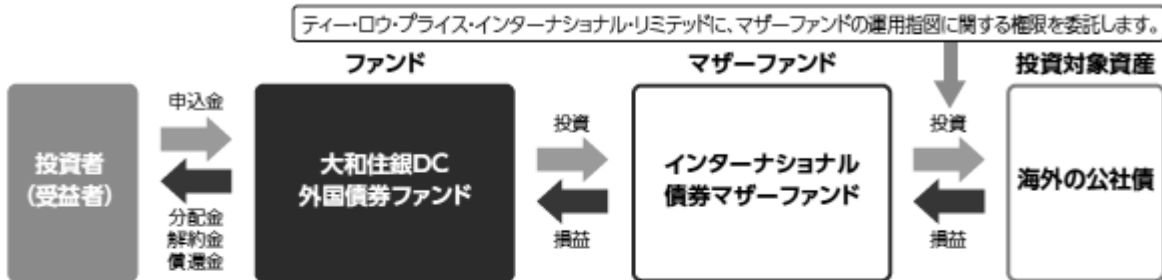 ティー・ロウ・プライス・インターナショナル・リミテッドに、マザーファンドの運用指図に関する権限を委託します。
ファンド
マザーファンド
投資対象資産
投資者
(受益者)
申込金
分配金
解約金
償還金
大和住銀DC
外国債券ファンド
投資
損益
インターナショナル
債券マザーファンド
投資
損益
海外の公社債